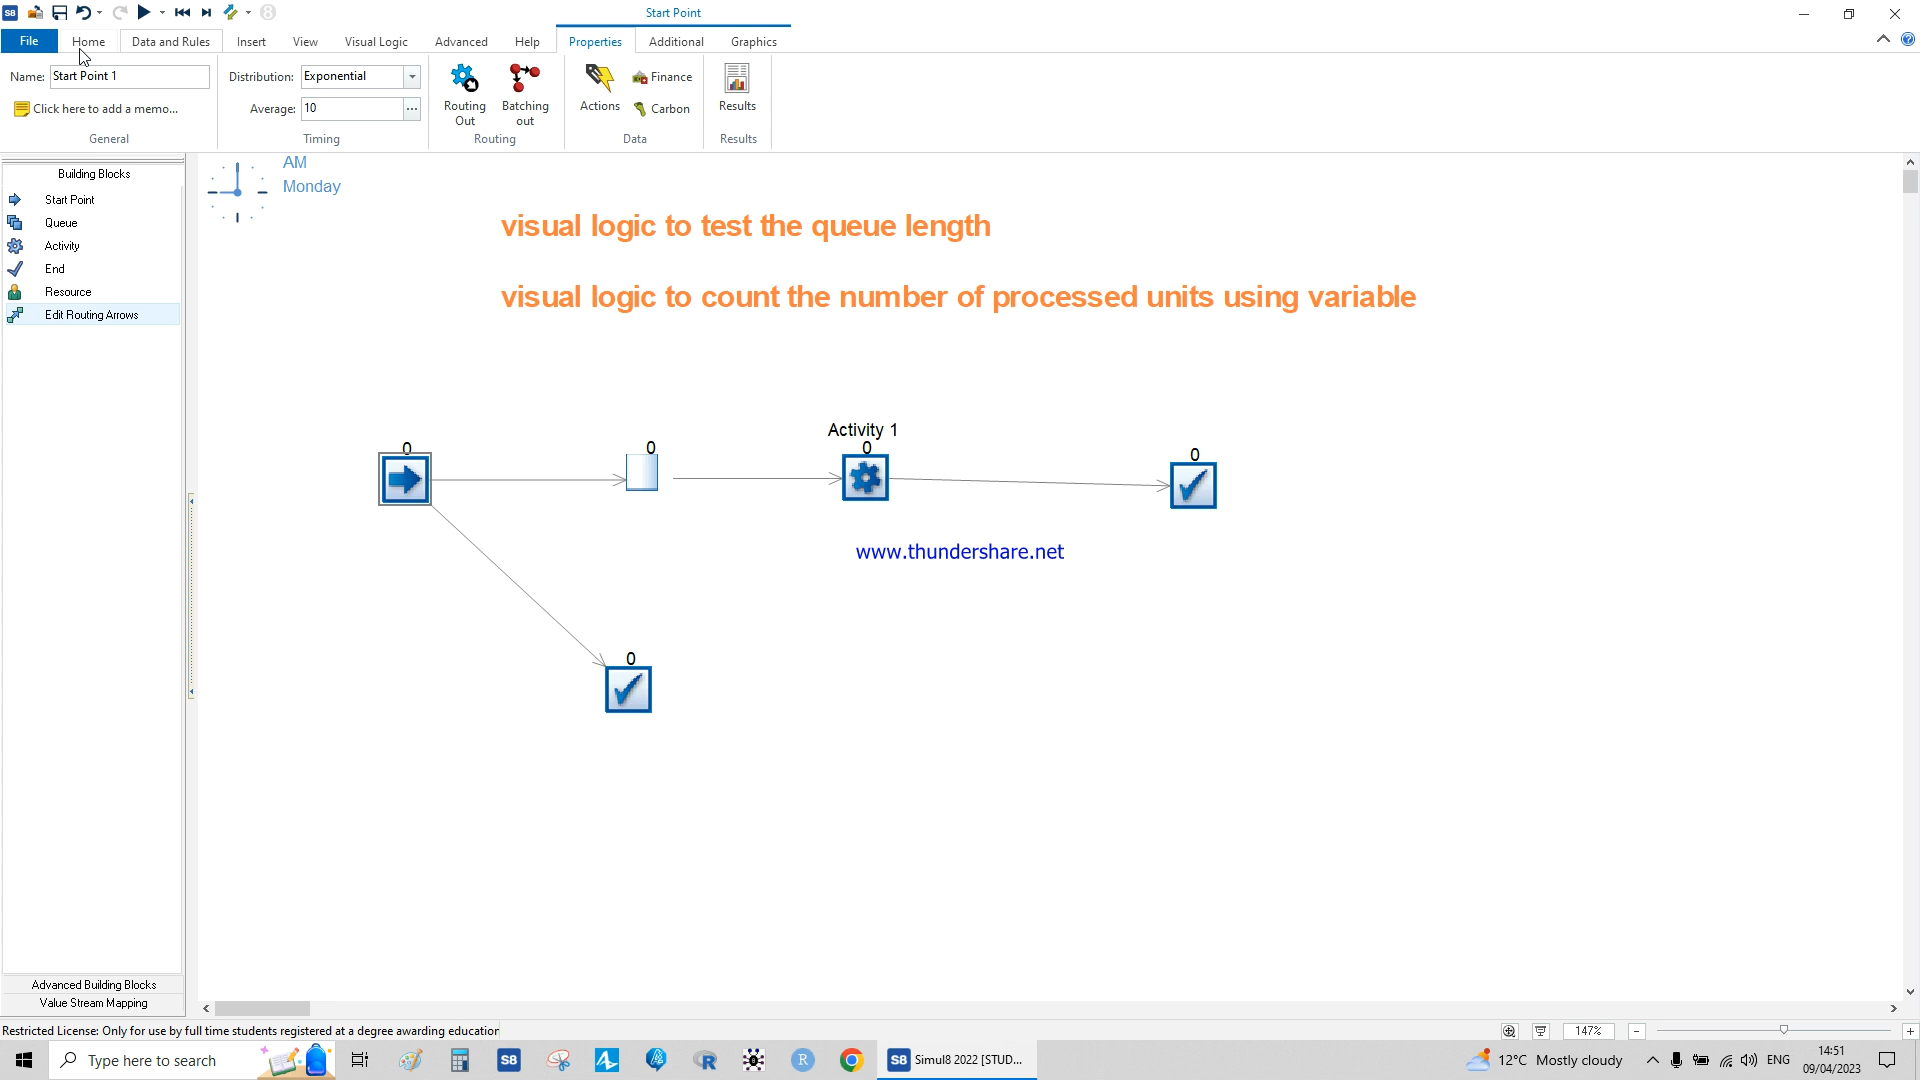 Start Point
File
Home
Data and Rules
Insert
View
Visual Logic
Advanced
Help
Properties
Additional
Graphics
Name: Start Point 1
Click here to add a memo...
General
Distribution: Exponential
Average: 10
Timing
Routing Out
Batching out
Routing
Actions
Finance
Carbon
Data
Results
Results
Building Blocks
Start Point
Queue
Activity
End
Resource
Edit Routing Arrows
Advanced Building Blocks
Value Stream Mapping
AM
Monday
visual logic to test the queue length
visual logic to count the number of processed units using variable
0
0
Activity 1
0
0
www.thundershare.net
0
Restricted License: Only for use by full time students registered at a degree awarding education
147%
Type here to search
S8
R
R
S8 Simul8 2022 [STUD...
12°C Mostly cloudy
ENG
14:51
09/04/2023